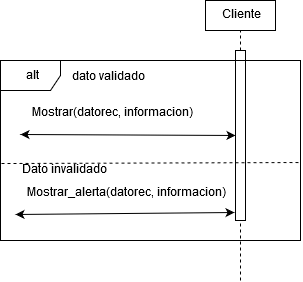 Cliente
alt
dato validado
Mostrar(datorec, informacion)
Dato invalidado
Mostrar_alerta(datorec, informacion)